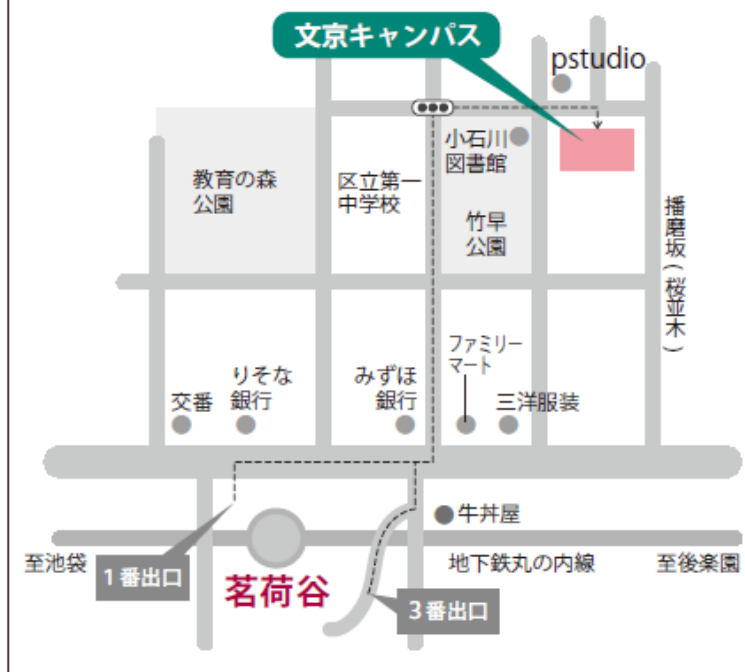 文京キャンパス
pstudio
小石川
図書館
教育の森
公園
区立第一
中学校
竹早
公園
播磨坂(桜並木)
ファミリー
マート
りそな
銀行
みずほ
銀行
交番
三洋服装
牛丼屋
至池袋
1番出口
茗荷谷
地下鉄丸の内線
至後楽園
3番出口